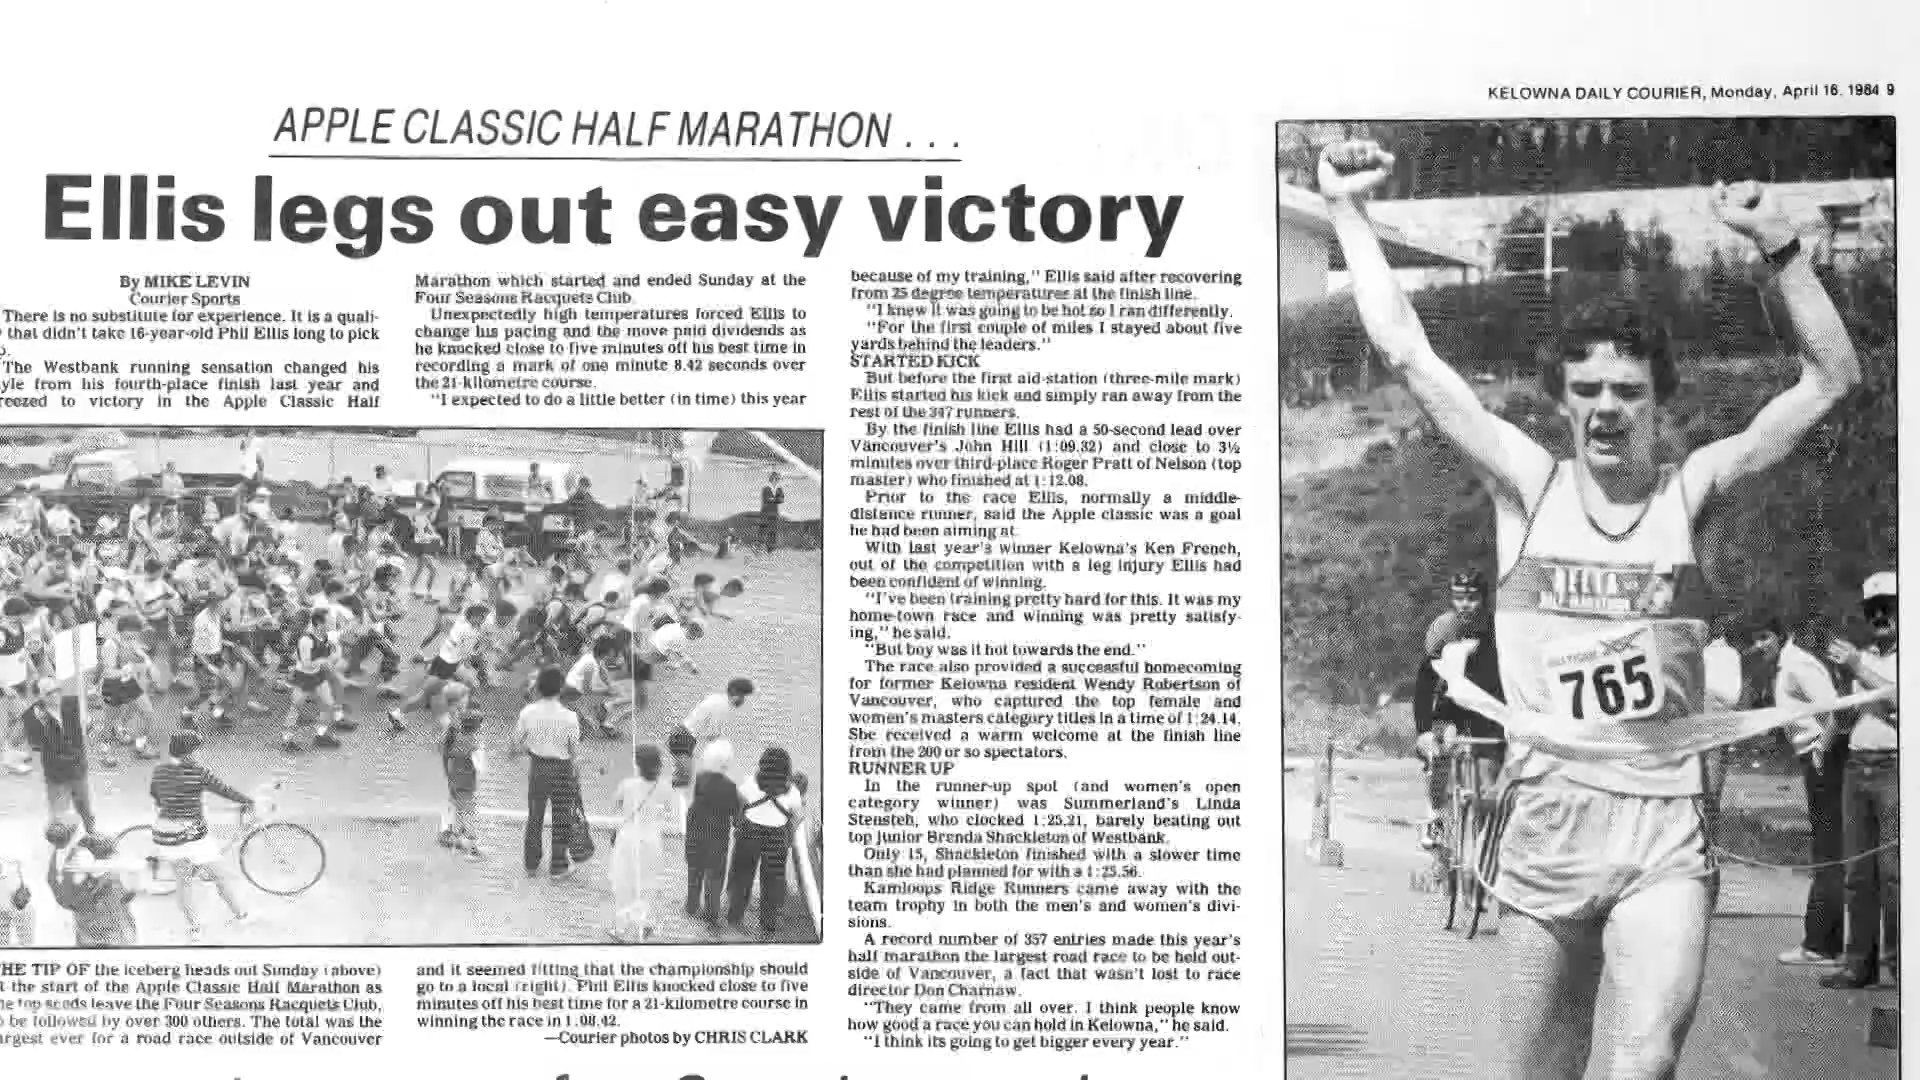 KELOWNA DAILY COURIER, Monday, April 16, 1984 9
APPLE CLASSIC HALF MARATHON . . .
Ellis legs out easy victory
By MIKE LEVIN
Courier Sports
There is no substitute for experience. It is a quali-
that didn't take 16-year-old Phil Ellis long to pick
The Westbank running sensation changed his
yle from his fourth-place finish last year and
reezed to victory in the Apple Classic Half
Marathon which started and ended Sunday at the
Four Seasons Racquets Club.
Unexpectedly high temperatures forced Ellis to
change his pacing and the move paid dividends as
he knocked close to five minutes off his best time in
recording a mark of one minute 8.42 seconds over
the 21-kilometre course.
"I expected to do a little better (in time) this year
because of my training," Ellis said after recovering
from 25 degree temperatures at the finish line.
"I knew it was going to be hot so I ran differently.
"For the first couple of miles I stayed about five
yards behind the leaders."
STARTED KICK
But before the first aid-station (three-mile mark)
Ellis started his kick and simply ran away from the
rest of the 347 runners.
By the finish line Ellis had a 50-second lead over
Vancouver's John Hill (1:09.32) and close to 3½
minutes over third-place Roger Pratt of Nelson (top
master) who finished at 1:12.08.
Prior to the race Ellis, normally a middle-
distance runner, said the Apple classic was a goal
he had been aiming at.
With last year's winner Kelowna's Ken French,
out of the competition with a leg injury Ellis had
been confident of winning.
"I've been training pretty hard for this. It was my
home-town race and winning was pretty satisfy-
ing," he said.
"But boy was it hot towards the end."
The race also provided a successful homecoming
for former Kelowna resident Wendy Robertson of
Vancouver, who captured the top female and
women's masters category titles in a time of 1:24.14.
She received a warm welcome at the finish line
from the 200 or so spectators.
RUNNER UP
In the runner-up spot (and women's open
category winner) was Summerland's Linda
Stensteh, who clocked 1:25.21, barely beating out
top junior Brenda Shackleton of Westbank.
Only 15, Shackleton finished with a slower time
than she had planned for with a 1:25.56.
Kamloops Ridge Runners came away with the
team trophy in both the men's and women's divi-
sions.
A record number of 357 entries made this year's
half marathon the largest road race to be held out-
side of Vancouver, a fact that wasn't lost to race
director Don Charnaw.
"They came from all over. I think people know
how good a race you can hold in Kelowna," he said.
"I think its going to get bigger every year."
HE TIP OF the iceberg heads out Sunday (above)
t the start of the Apple Classic Half Marathon as
he top seeds leave the Four Seasons Racquets Club,
o be followed by over 300 others. The total was the
argest ever for a road race outside of Vancouver
and it seemed fitting that the championship should
go to a local (right). Phil Ellis knocked close to five
minutes off his best time for a 21-kilometre course in
winning the race in 1.08.42.
—Courier photos by CHRIS CLARK
765